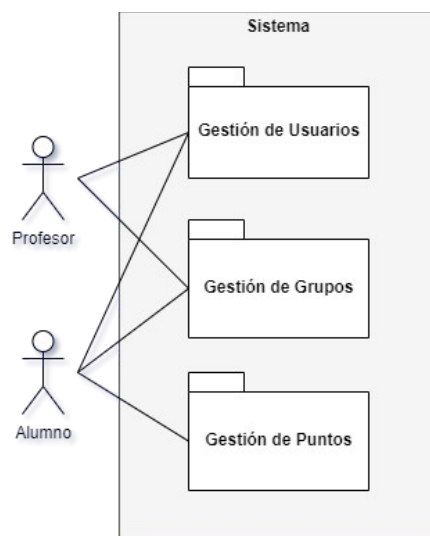 Sistema
Gestión de Usuarios
Profesor
Gestión de Grupos
Alumno
Gestión de Puntos